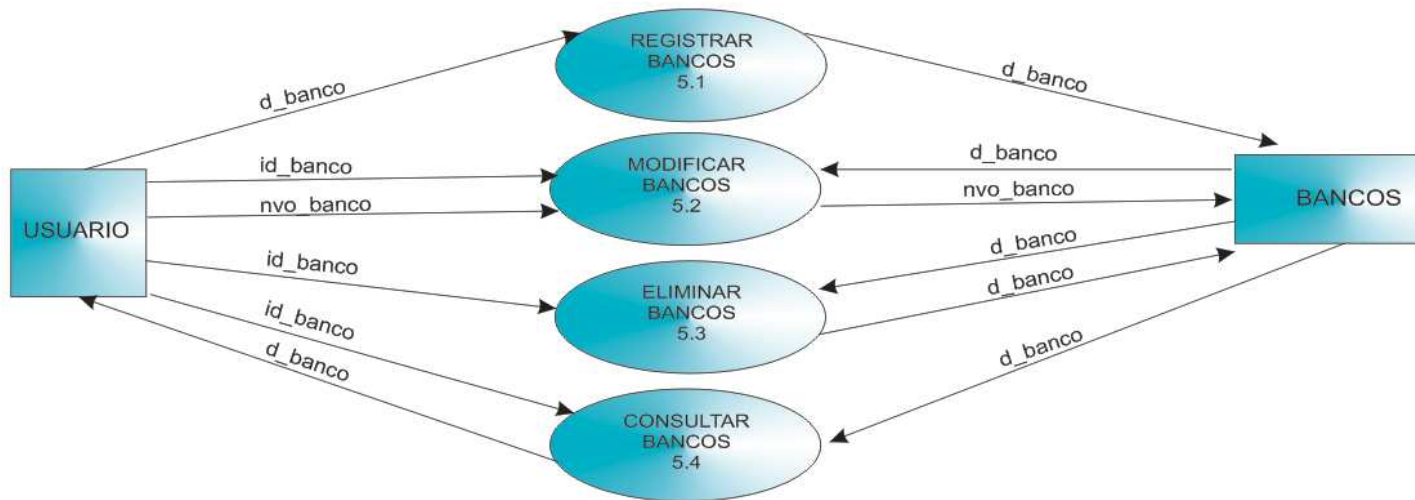 REGISTRAR
BANCOS
5.1
d_banco
d_banco
MODIFICAR
BANCOS
5.2
id_banco
nvo_banco
d_banco
nvo_banco
USUARIO
BANCOS
ELIMINAR
BANCOS
5.3
id_banco
d_banco
d_banco
CONSULTAR
BANCOS
5.4
id_banco
d_banco
d_banco